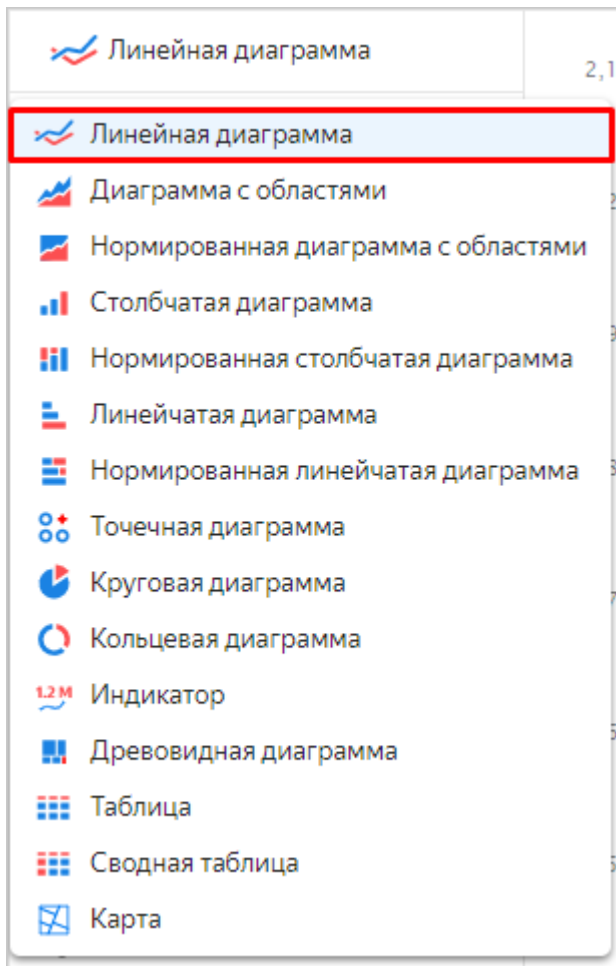 Линейная диаграмма
2,1
Линейная диаграмма
Диаграмма с областями
Нормированная диаграмма с областями
Столбчатая диаграмма
Нормированная столбчатая диаграмма
Линейчатая диаграмма
Нормированная линейчатая диаграмма
Точечная диаграмма
Круговая диаграмма
Кольцевая диаграмма
1.2 M Индикатор
Древовидная диаграмма
Таблица
Сводная таблица
Карта